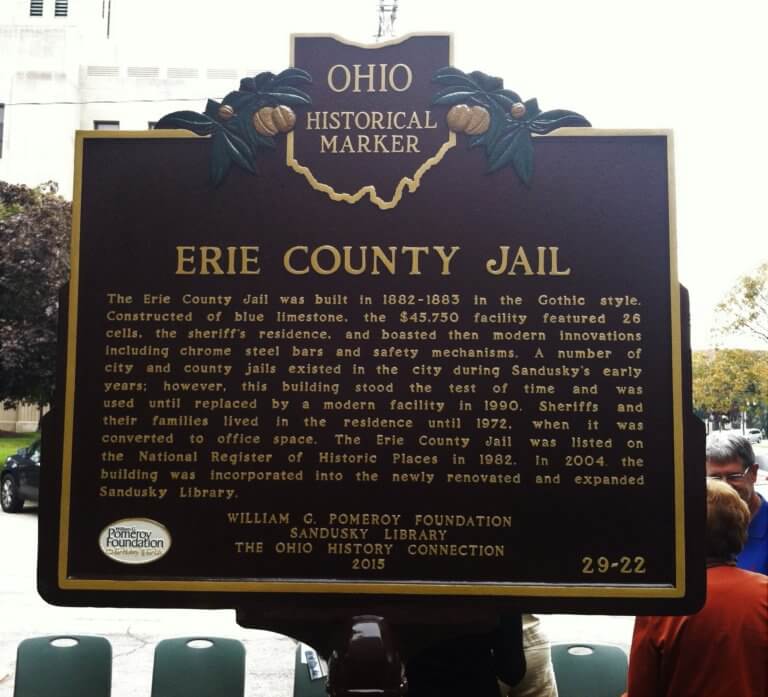 OHIO
HISTORICAL
MARKER
ERIE COUNTY JAIL
The Erie County Jail was built in 1882-1883 in the Gothic style.
Constructed of blue limestone, the $45,750 facility featured 26
cells, the sheriff's residence, and boasted then modern innovations
including chrome steel bars and safety mechanisms. A number of
city and county jails existed in the city during Sandusky's early
years; however, this building stood the test of time and was
used until replaced by a modern facility in 1990. Sheriffs and
their families lived in the residence until 1972, when it was
converted to office space. The Erie County Jail was listed on
the National Register of Historic Places in 1982. In 2004, the
building was incorporated into the newly renovated and expanded
Sandusky Library.
William G.
Pomeroy
Foundation
WILLIAM G. POMEROY FOUNDATION
SANDUSKY LIBRARY
THE OHIO HISTORY CONNECTION
2015
29-22